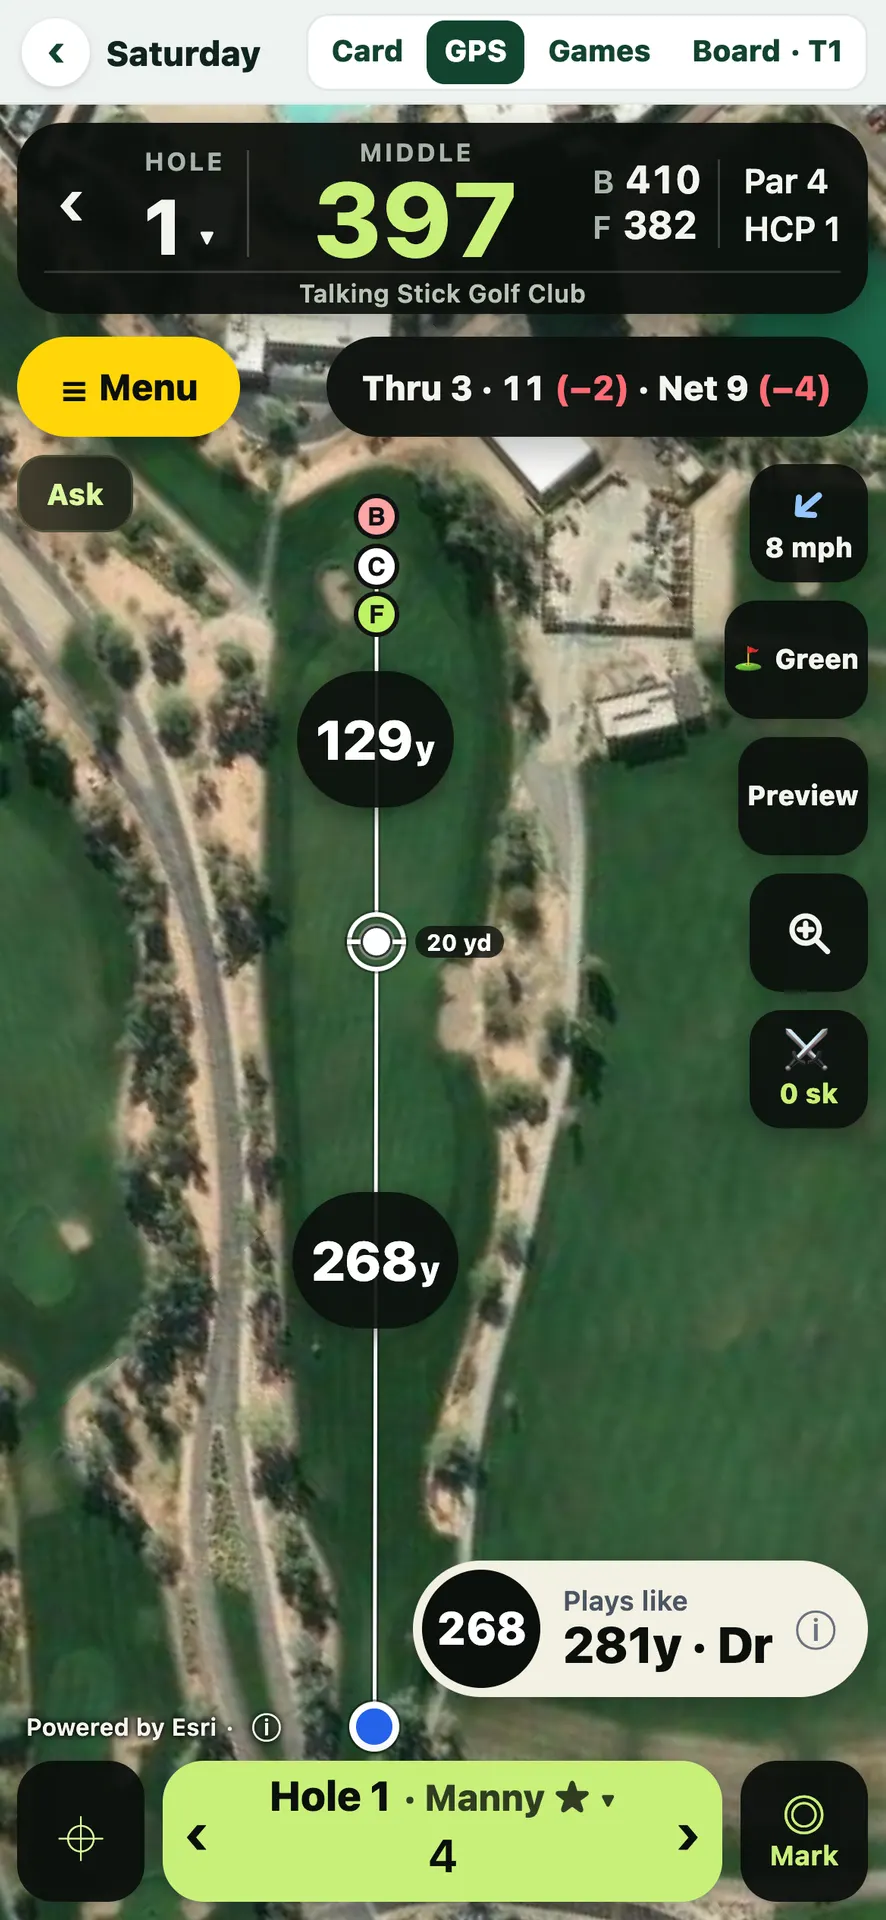 Saturday
Card GPS Games Board · T1
HOLE
1
MIDDLE
397
B 410
F 382
Par 4
HCP 1
Talking Stick Golf Club
Menu
Thru 3 · 11 (−2) · Net 9 (−4)
Ask
B
C
F
8 mph
Green
129y
Preview
20 yd
0 sk
268y
268
Plays like
281y · Dr
Powered by Esri ·
Hole 1 · Manny ★
4
Mark